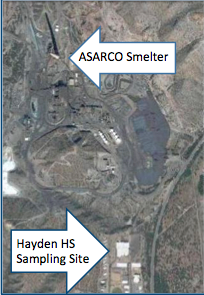 ASARCO Smelter
Hayden HS
Sampling Site